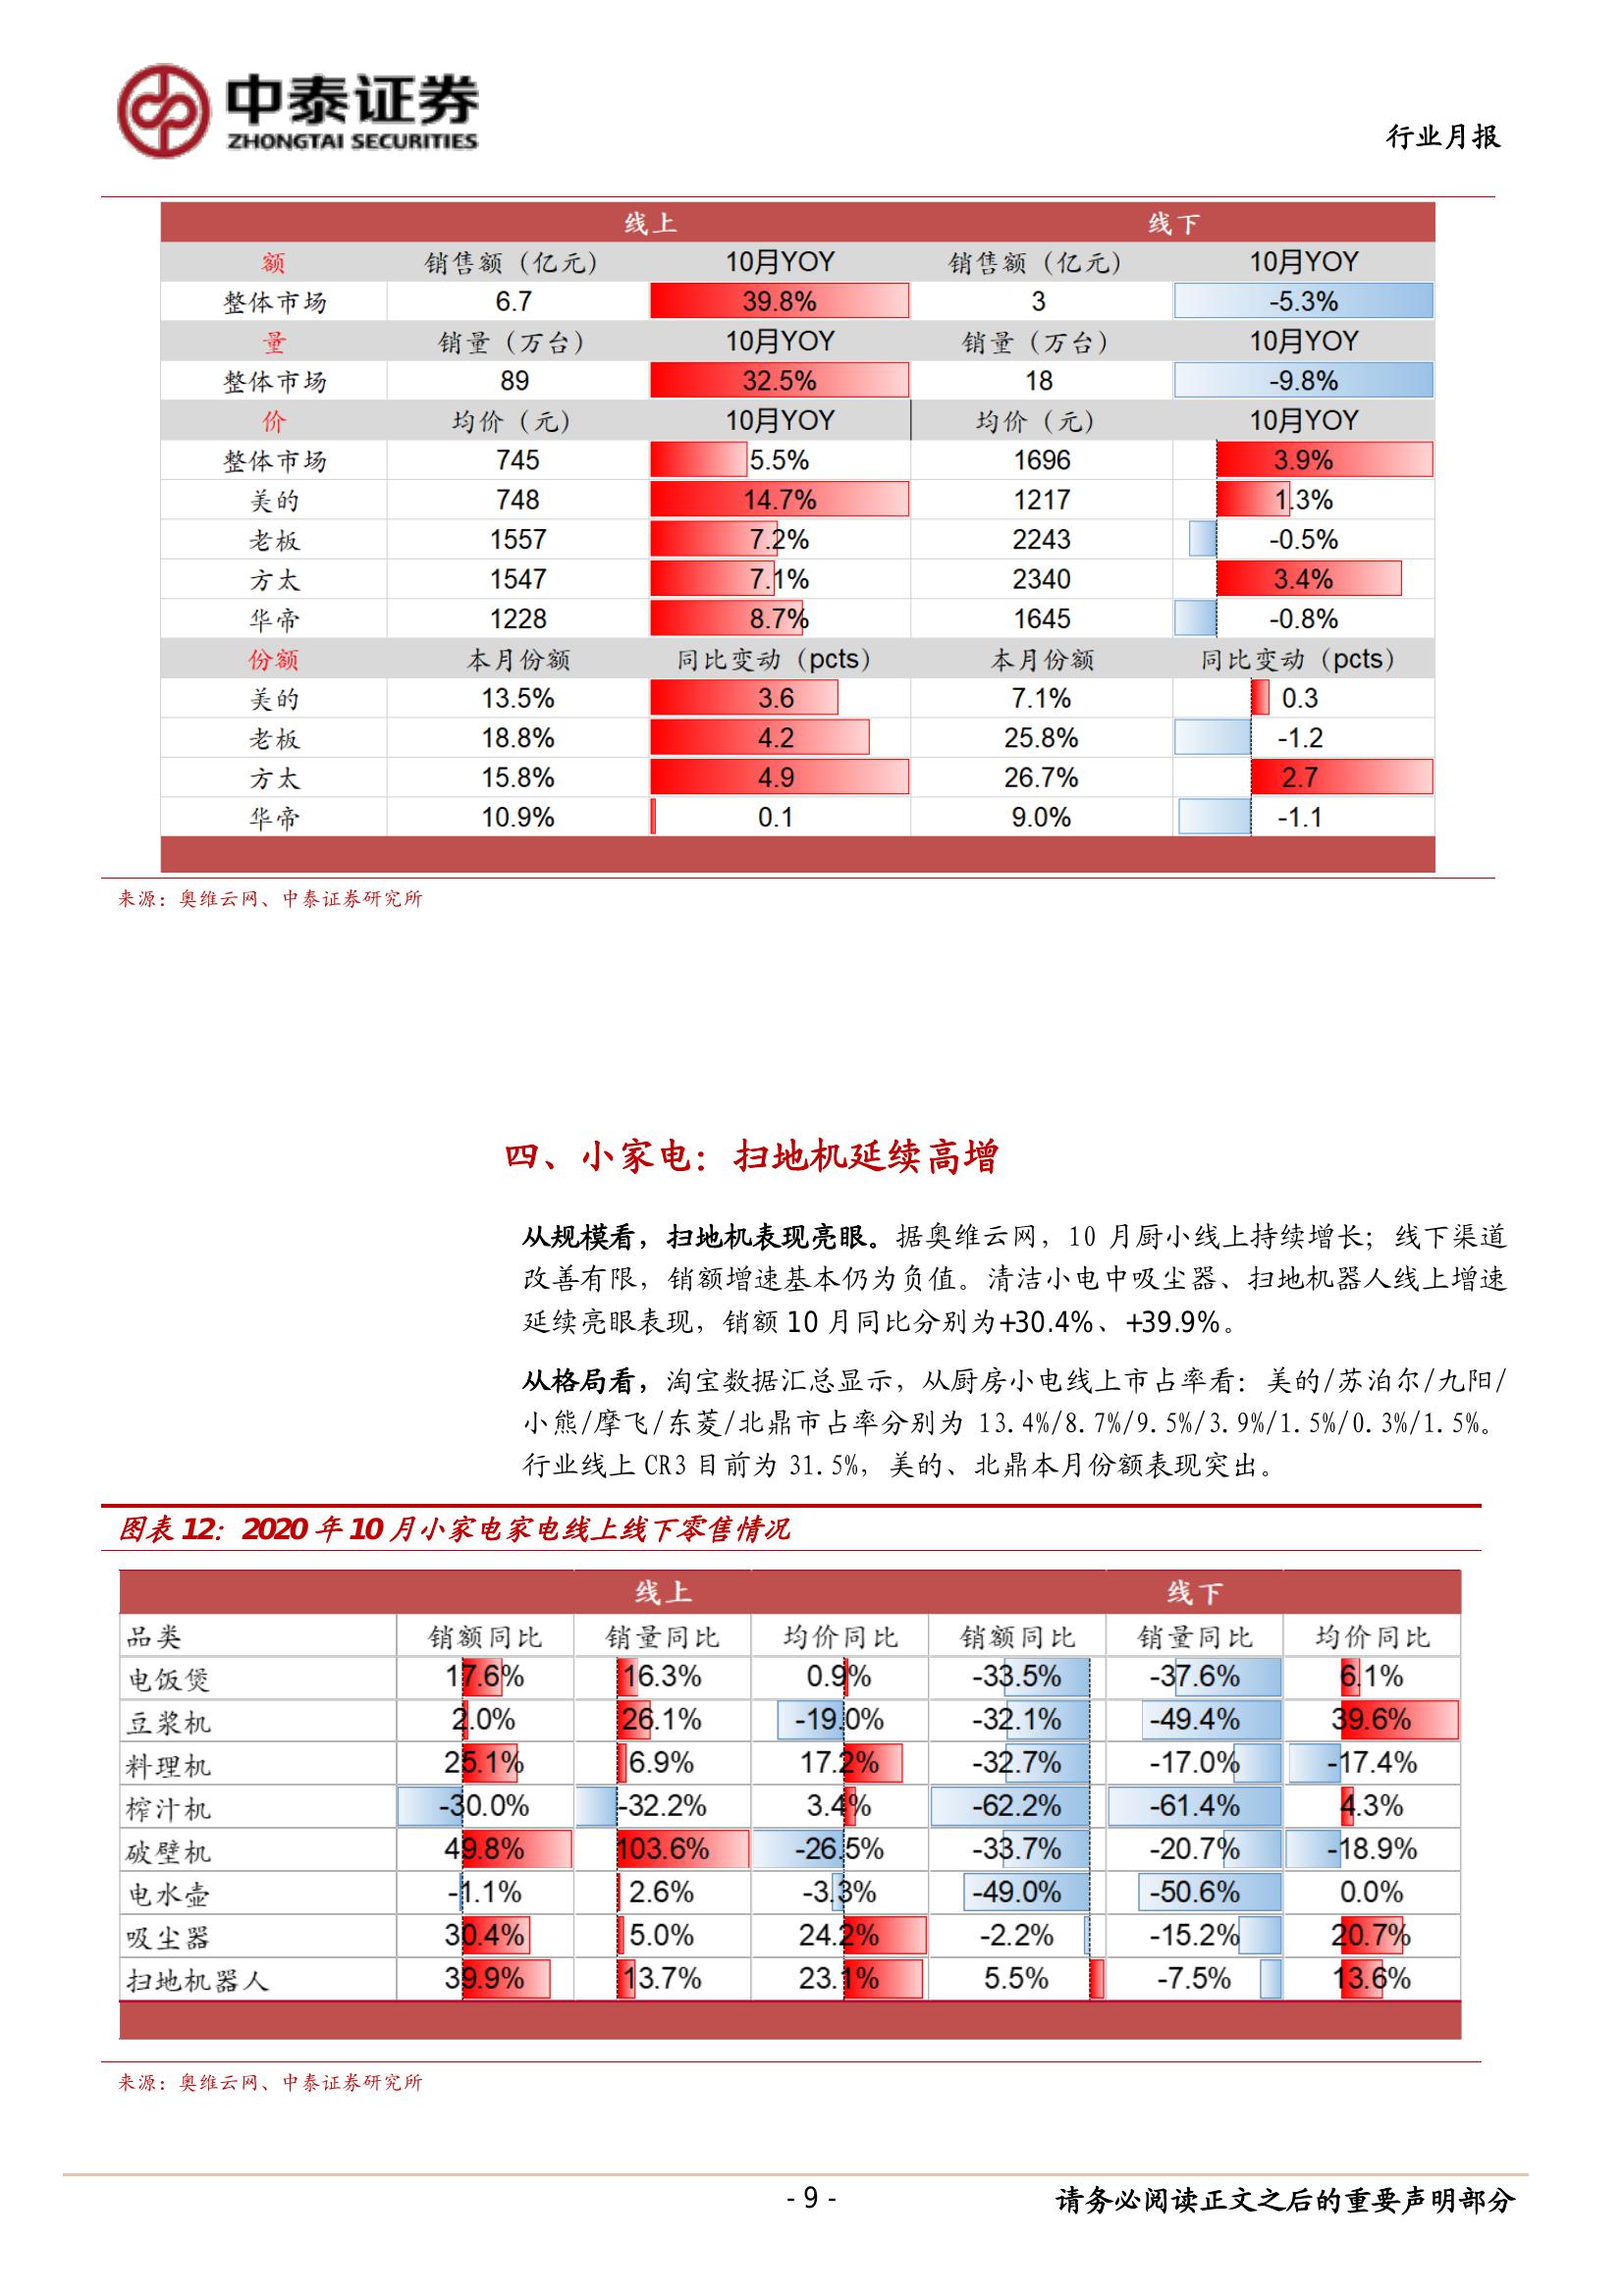 中泰证券
ZHONGTAI SECURITIES
行业月报
线上 线下
额 销售额（亿元） 10月YOY 销售额（亿元） 10月YOY
整体市场 6.7 39.8% 3 -5.3%
量 销量（万台） 10月YOY 销量（万台） 10月YOY
整体市场 89 32.5% 18 -9.8%
价 均价（元） 10月YOY 均价（元） 10月YOY
整体市场 745 5.5% 1696 3.9%
美的 748 14.7% 1217 1.3%
老板 1557 7.2% 2243 -0.5%
方太 1547 7.1% 2340 3.4%
华帝 1228 8.7% 1645 -0.8%
份额 本月份额 同比变动（pcts） 本月份额 同比变动（pcts）
美的 13.5% 3.6 7.1% 0.3
老板 18.8% 4.2 25.8% -1.2
方太 15.8% 4.9 26.7% 2.7
华帝 10.9% 0.1 9.0% -1.1
来源：奥维云网、中泰证券研究所
四、小家电：扫地机延续高增
从规模看，扫地机表现亮眼。据奥维云网，10 月厨小线上持续增长；线下渠道
改善有限，销额增速基本仍为负值。清洁小电中吸尘器、扫地机器人线上增速
延续亮眼表现，销额 10 月同比分别为+30.4%、+39.9%。
从格局看，淘宝数据汇总显示，从厨房小电线上市占率看：美的/苏泊尔/九阳/
小熊/摩飞/东菱/北鼎市占率分别为 13.4%/8.7%/9.5%/3.9%/1.5%/0.3%/1.5%。
行业线上 CR3 目前为 31.5%，美的、北鼎本月份额表现突出。
图表 12：2020 年 10 月小家电家电线上线下零售情况
线上 线下
品类 销额同比 销量同比 均价同比 销额同比 销量同比 均价同比
电饭煲 17.6% 16.3% 0.9% -33.5% -37.6% 6.1%
豆浆机 2.0% 26.1% -19.0% -32.1% -49.4% 39.6%
料理机 25.1% 6.9% 17.2% -32.7% -17.0% -17.4%
榨汁机 -30.0% -32.2% 3.4% -62.2% -61.4% 4.3%
破壁机 49.8% 103.6% -26.5% -33.7% -20.7% -18.9%
电水壶 -1.1% 2.6% -3.3% -49.0% -50.6% 0.0%
吸尘器 30.4% 5.0% 24.2% -2.2% -15.2% 20.7%
扫地机器人 39.9% 13.7% 23.1% 5.5% -7.5% 13.6%
来源：奥维云网、中泰证券研究所
- 9 - 请务必阅读正文之后的重要声明部分